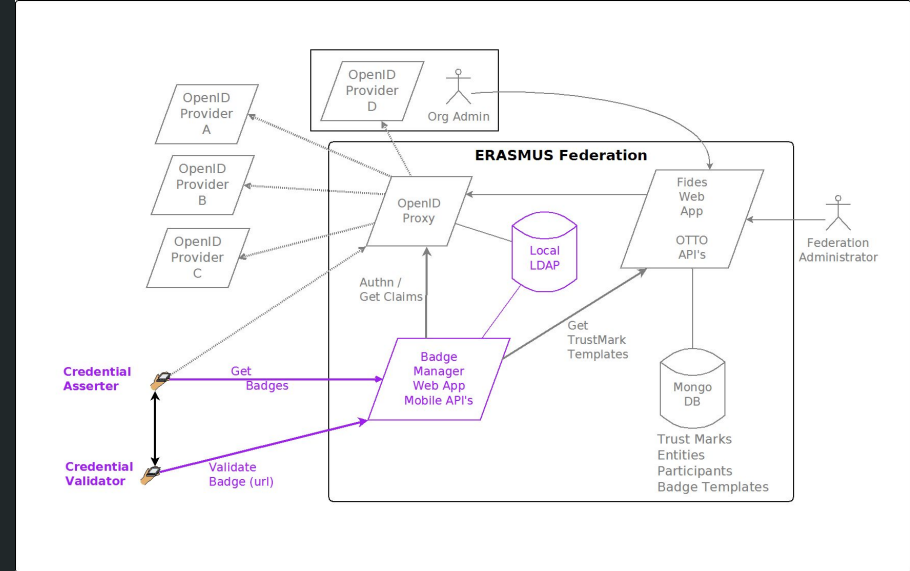 OpenID
Provider
D
Org Admin
OpenID
Provider
A
ERASMUS Federation
OpenID
Provider
B
OpenID
Proxy
Fides
Web
App
OTTO
API's
OpenID
Provider
C
Local
LDAP
Federation
Administrator
Authn /
Get Claims
Get
TrustMark
Templates
Credential
Asserter
Get
Badges
Badge
Manager
Web App
Mobile API's
Mongo
DB
Credential
Validator
Validate
Badge (url)
Trust Marks
Entities
Participants
Badge Templates